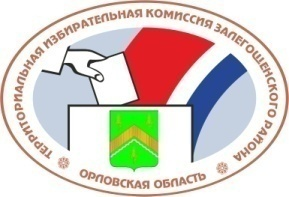 ТЕРРИТОРИАЛЬНАЯ ИЗБИРАТЕЛЬНАЯ КОМИССИЯ ЗАЛЕГОЩЕНСКОГО РАЙОНА
ОРЛОВСКАЯ ОБЛАСТЬ